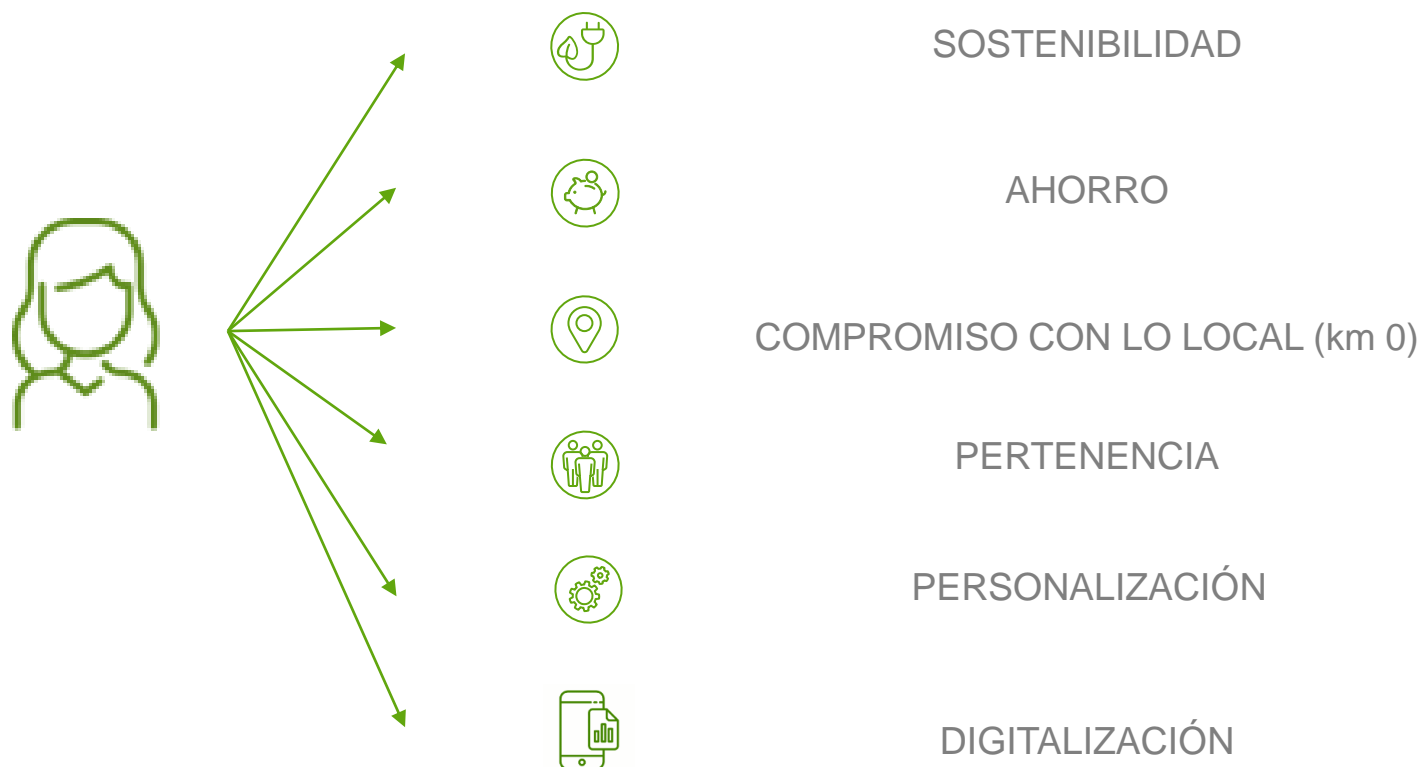 SOSTENIBILIDAD
AHORRO
COMPROMISO CON LO LOCAL (km 0)
PERTENENCIA
PERSONALIZACIÓN
DIGITALIZACIÓN